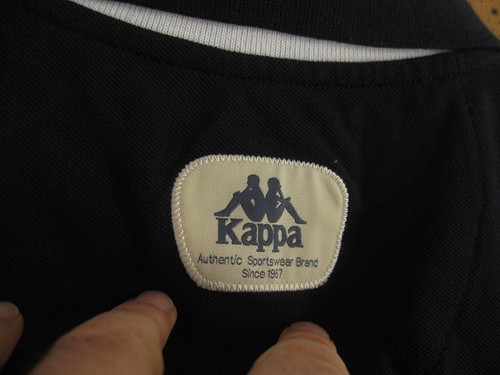 Kappa
Authentic Sportswear Brand
Since 1967